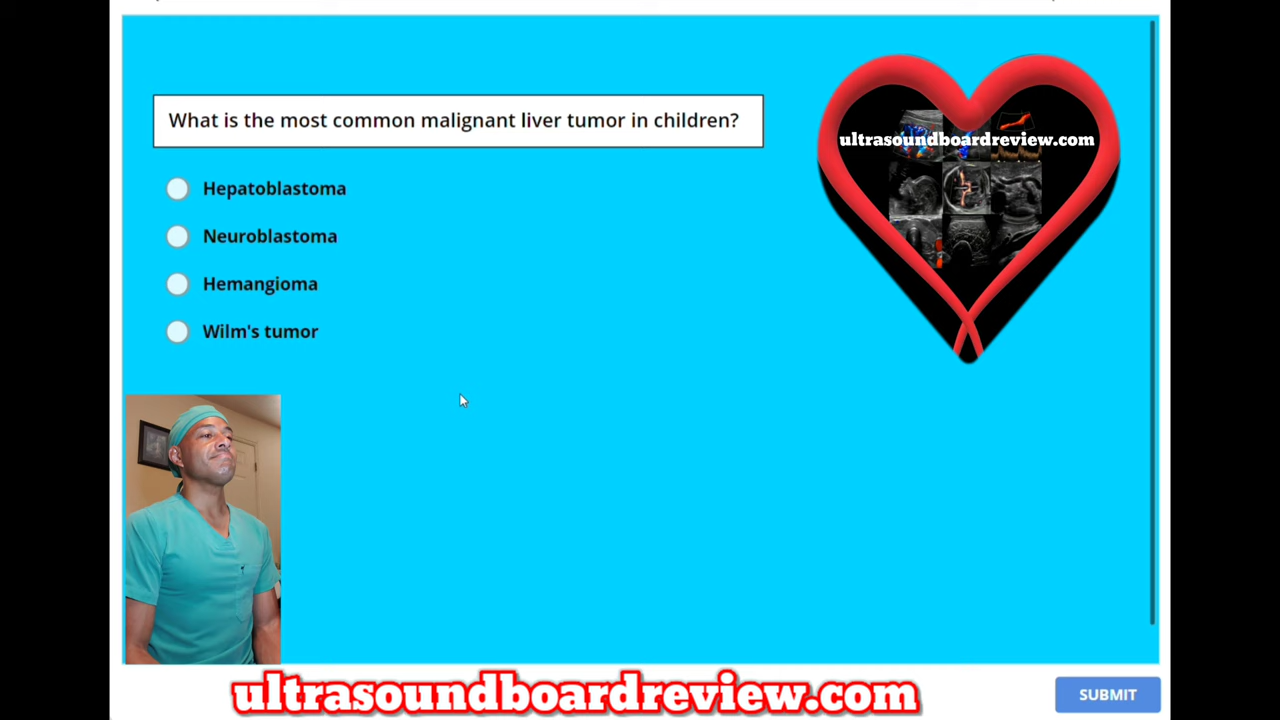 What is the most common malignant liver tumor in children?
ultrasoundboardreview.com
Hepatoblastoma
Neuroblastoma
Hemangioma
Wilm's tumor
ultrasoundboardreview.com
SUBMIT